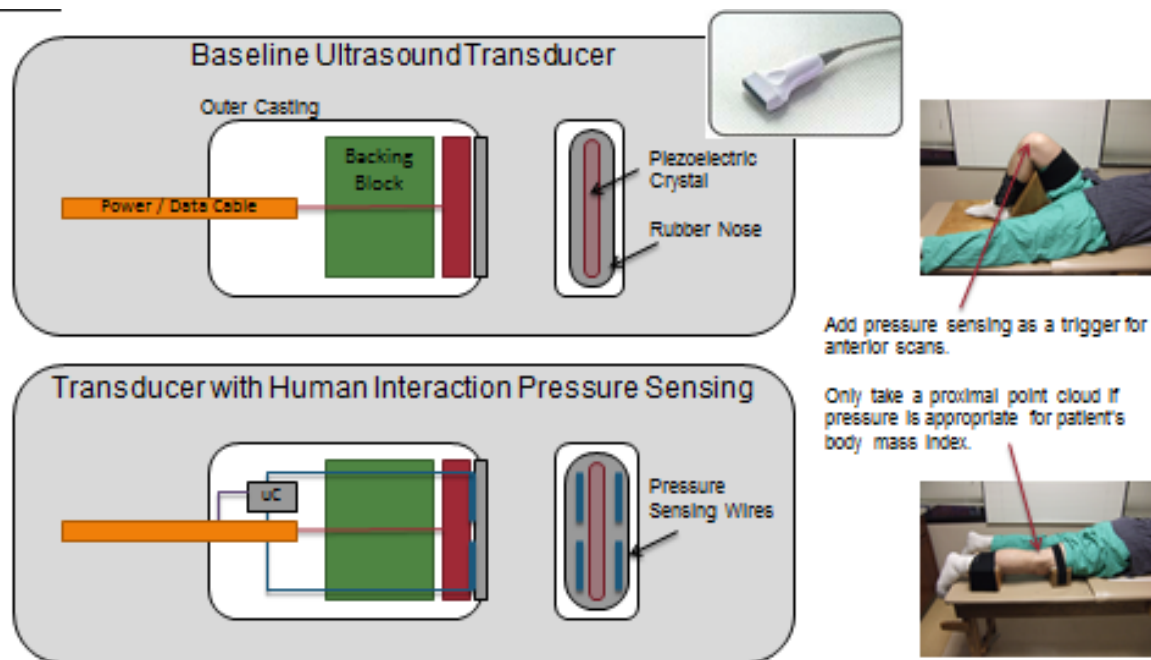 Baseline Ultrasound Transducer
Outer Casting
Backing
Block
Power / Data Cable
Piezoelectric
Crystal
Rubber Nose
Add pressure sensing as a trigger for
anterior scans.
Transducer with Human Interaction Pressure Sensing
uC
Pressure
Sensing Wires
Only take a proximal point cloud if
pressure is appropriate for patient's
body mass index.